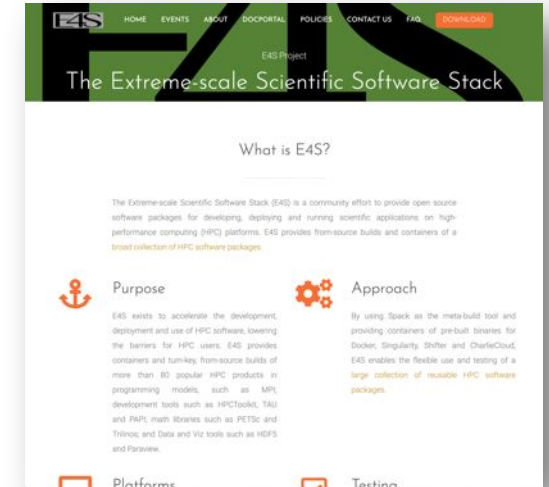 E4S HOME EVENTS ABOUT DOCPORTAL POLICIES CONTACT US FAQ DOWNLOAD
E4S Project
The Extreme-scale Scientific Software Stack
What is E4S?
The Extreme-scale Scientific Software Stack (E4S) is a community effort to provide open source
software packages for developing, deploying and running scientific applications on high-
performance computing (HPC) platforms. E4S provides from-source builds and containers of a
broad collection of HPC software packages.
Purpose
E4S exists to accelerate the development,
deployment and use of HPC software, lowering
the barriers for HPC users. E4S provides
containers and turn-key, from-source builds of
more than 80 popular HPC products in
programming models, such as MPI;
development tools such as HPCToolkit, TAU
and PAPI; math libraries such as PETSc and
Trilinos; and Data and Viz tools such as HDF5
and Paraview.
Approach
By using Spack as the meta-build tool and
providing containers of pre-built binaries for
Docker, Singularity, Shifter and CharlieCloud,
E4S enables the flexible use and testing of a
large collection of reusable HPC software
packages.
Platforms
Testing